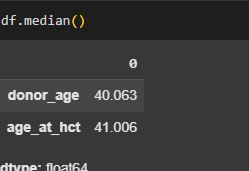 df.median()
0
donor_age 40.063
age_at_hct 41.006
dtype: float64